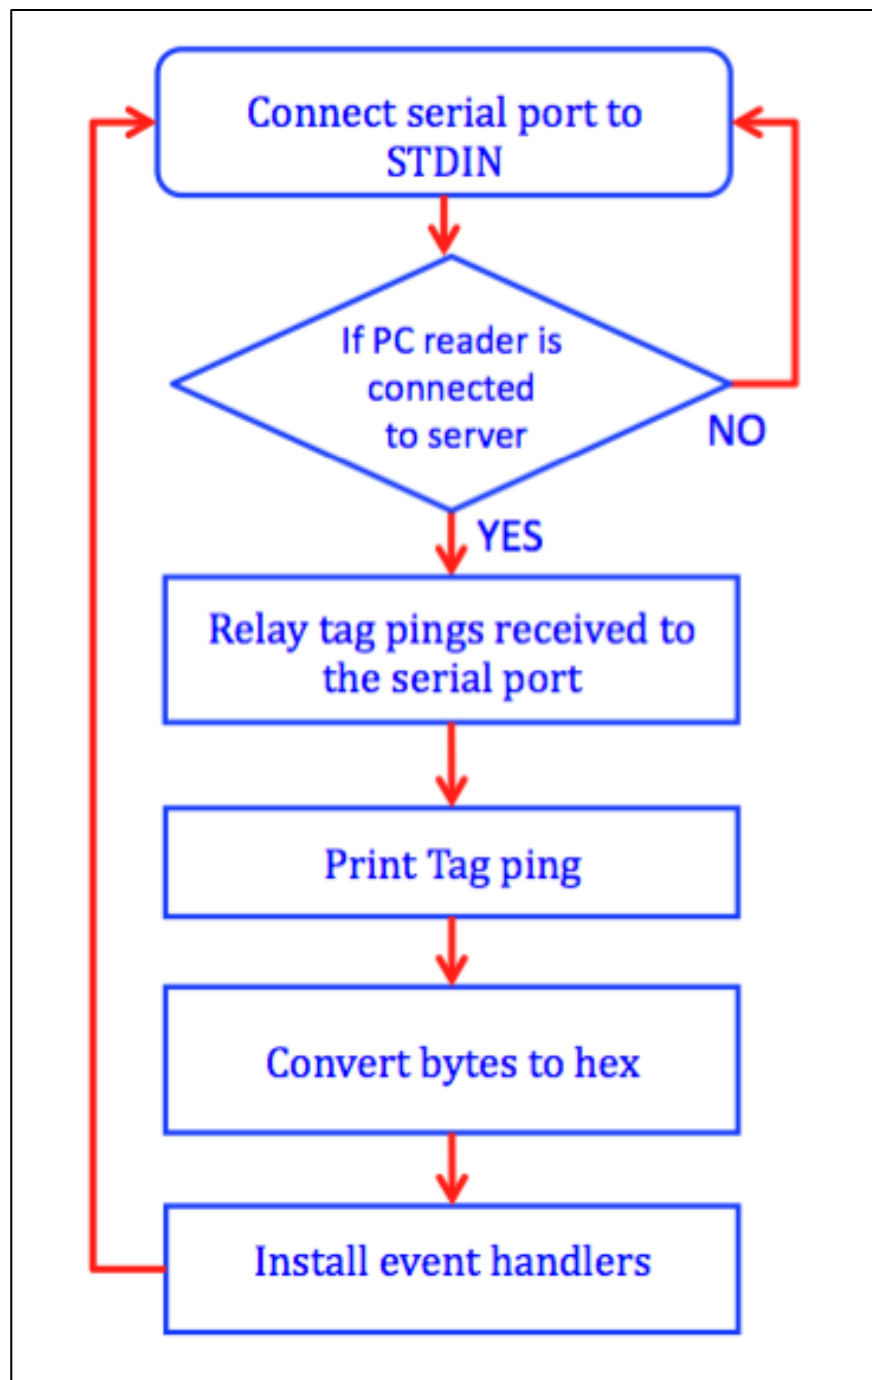 Connect serial port to
STDIN
If PC reader is
connected
to server
NO
YES
Relay tag pings received to
the serial port
Print Tag ping
Convert bytes to hex
Install event handlers